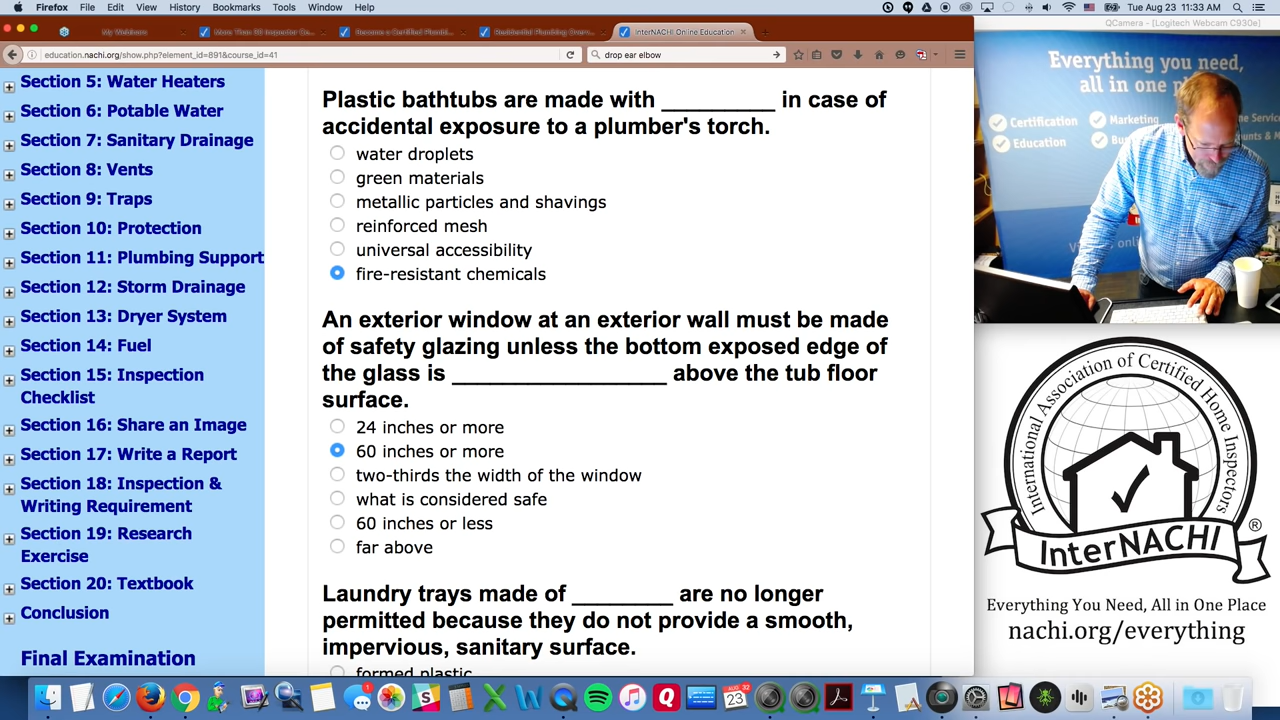 Firefox File Edit View History Bookmarks Tools Window Help
Tue Aug 23 11:33 AM
QCamera - [Logitech Webcam C930e]
My Webinars
InterNACHI Online Education
education.nachi.org/show.php?element_id=891&course_id=41
drop ear elbow
Section 5: Water Heaters
Section 6: Potable Water
Section 7: Sanitary Drainage
Section 8: Vents
Section 9: Traps
Section 10: Protection
Section 11: Plumbing Support
Section 12: Storm Drainage
Section 13: Dryer System
Section 14: Fuel
Section 15: Inspection
Checklist
Section 16: Share an Image
Section 17: Write a Report
Section 18: Inspection &
Writing Requirement
Section 19: Research
Exercise
Section 20: Textbook
Conclusion
Final Examination
Plastic bathtubs are made with _________ in case of
accidental exposure to a plumber's torch.
water droplets
green materials
metallic particles and shavings
reinforced mesh
universal accessibility
fire-resistant chemicals
An exterior window at an exterior wall must be made
of safety glazing unless the bottom exposed edge of
the glass is _________________ above the tub floor
surface.
24 inches or more
60 inches or more
two-thirds the width of the window
what is considered safe
60 inches or less
far above
Laundry trays made of ________ are no longer
permitted because they do not provide a smooth,
impervious, sanitary surface.
formed plastic
Everything you need,
all in one
Certification
Marketing
Education
International Association of Certified Home Inspectors
InterNACHI
®
Everything You Need, All in One Place
nachi.org/everything